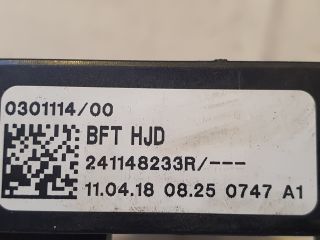 0301114/00
BFT HJD
241148233R/---
11.04.18 08.25 0747 A1